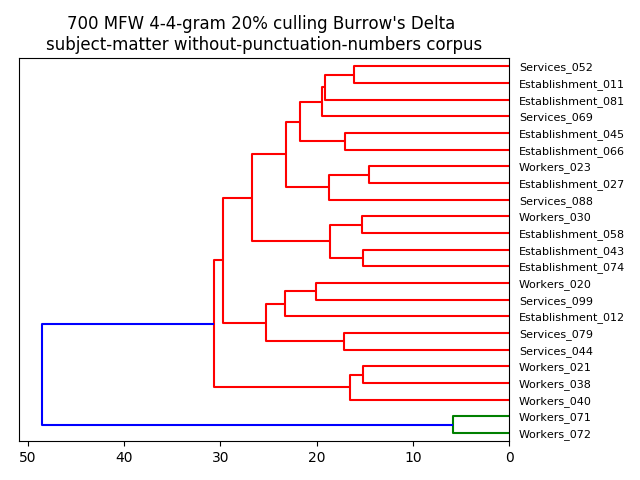 700 MFW 4-4-gram 20% culling Burrow's Delta
subject-matter without-punctuation-numbers corpus
Services_052
Establishment_011
Establishment_081
Services_069
Establishment_045
Establishment_066
Workers_023
Establishment_027
Services_088
Workers_030
Establishment_058
Establishment_043
Establishment_074
Workers_020
Services_099
Establishment_012
Services_079
Services_044
Workers_021
Workers_038
Workers_040
Workers_071
Workers_072
50 40 30 20 10 0